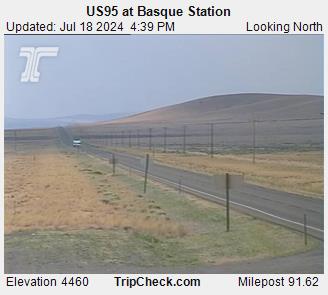 US95 at Basque Station
Updated: Jul 18 2024 4:39 PM Looking North
Elevation 4460 TripCheck.com Milepost 91.62